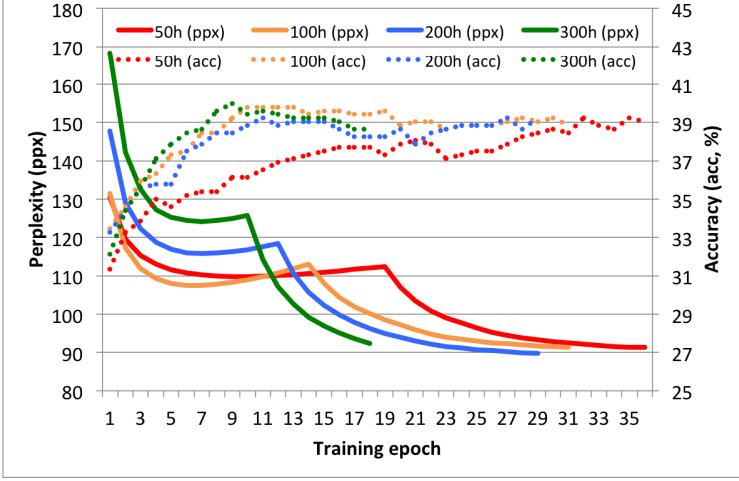 180 45
50h (ppx) 100h (ppx) 200h (ppx) 300h (ppx)
170 43
50h (acc) 100h (acc) 200h (acc) 300h (acc)
160 41
150 39
140 37
130 35
120 33
110 31
100 29
90 27
80 25
Perplexity (ppx)
Accuracy (acc, %)
1 3 5 7 9 11 13 15 17 19 21 23 25 27 29 31 33 35
Training epoch